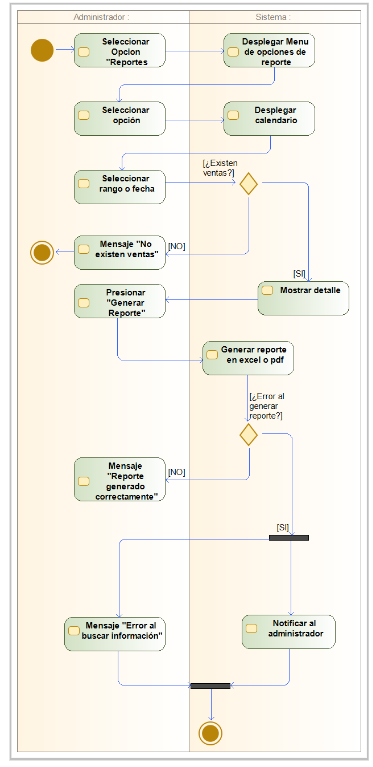 Administrador :
Sistema :
Seleccionar
Opcion
"Reportes
Desplegar Menu
de opciones de
reporte
Seleccionar
opción
Desplegar
calendario
Seleccionar
rango o fecha
[¿Existen
ventas?]
Mensaje "No
existen ventas"
[NO]
[SI]
Mostrar detalle
Presionar
"Generar
Reporte"
Generar reporte
en excel o pdf
[¿Error al
generar
reporte?]
Mensaje
"Reporte
generado
correctamente"
[NO]
[SI]
Mensaje "Error al
buscar información"
Notificar al
administrador